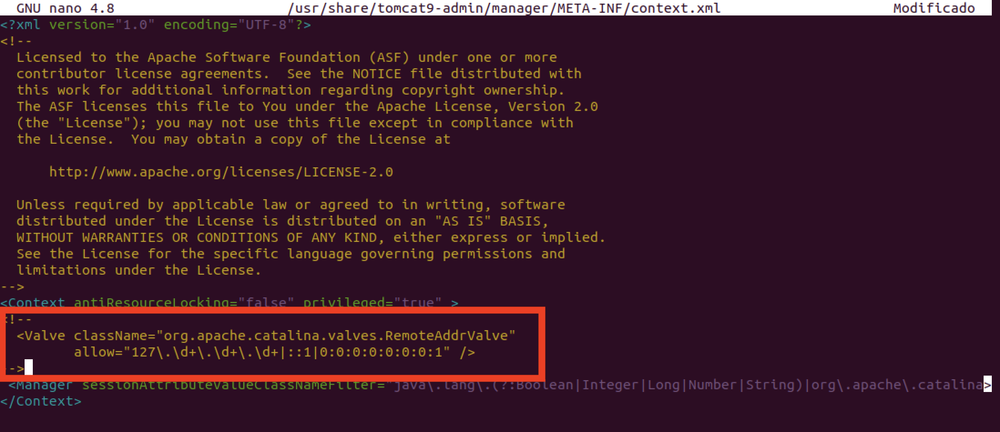 GNU nano 4.8 /usr/share/tomcat9-admin/manager/META-INF/context.xml Modificado
<?xml version="1.0" encoding="UTF-8"?>
<!--
Licensed to the Apache Software Foundation (ASF) under one or more
contributor license agreements.  See the NOTICE file distributed with
this work for additional information regarding copyright ownership.
The ASF licenses this file to You under the Apache License, Version 2.0
(the "License"); you may not use this file except in compliance with
the License.  You may obtain a copy of the License at
http://www.apache.org/licenses/LICENSE-2.0
Unless required by applicable law or agreed to in writing, software
distributed under the License is distributed on an "AS IS" BASIS,
WITHOUT WARRANTIES OR CONDITIONS OF ANY KIND, either express or implied.
See the License for the specific language governing permissions and
limitations under the License.
-->
<Context antiResourceLocking="false" privileged="true" >
<!--
<Valve className="org.apache.catalina.valves.RemoteAddrValve"
allow="127\.\d+\.\d+\.\d+|::1|0:0:0:0:0:0:0:1" />
-->
<Manager sessionAttributeValueClassNameFilter="java\.lang\.(?:Boolean|Integer|Long|Number|String)|org\.apache\.catalina>
</Context>